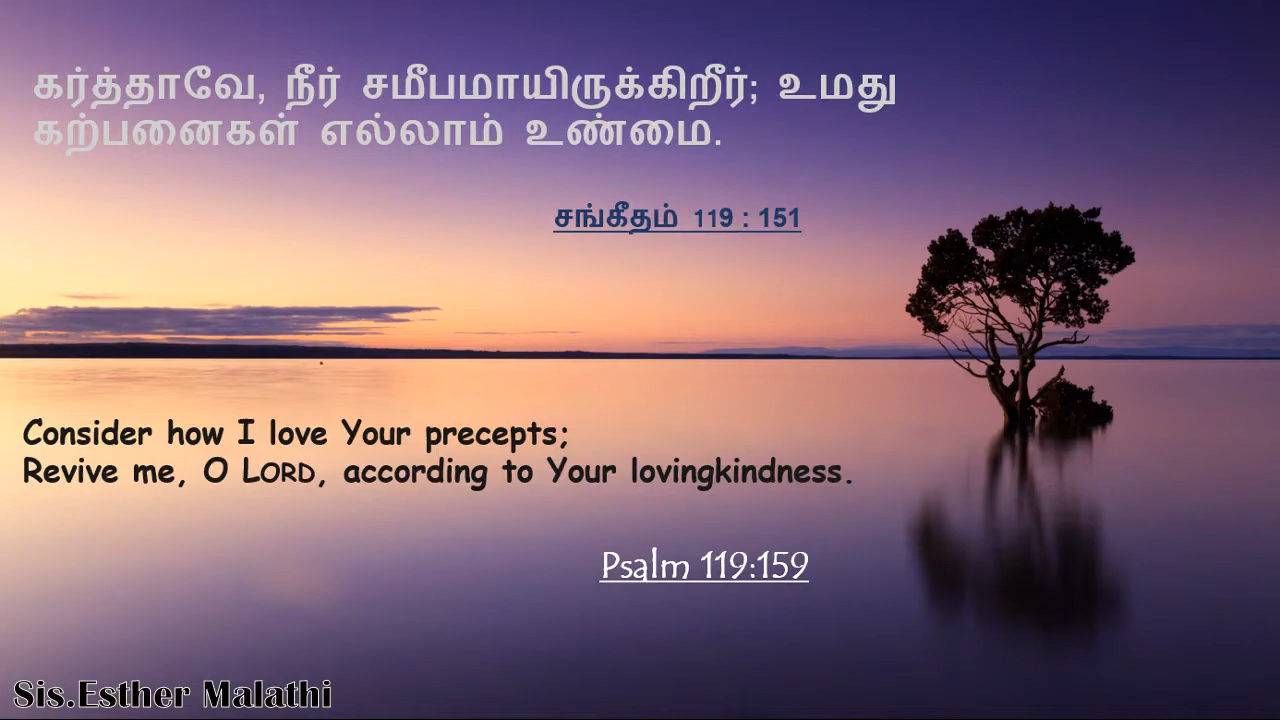 கர்த்தாவே, நீர் சமீபமாயிருக்கிறீர்; உமது
கற்பனைகள் எல்லாம் உண்மை.
சங்கீதம் 119 : 151
Consider how I love Your precepts;
Revive me, O LORD, according to Your lovingkindness.
Psalm 119:159
Sis.Esther Malathi